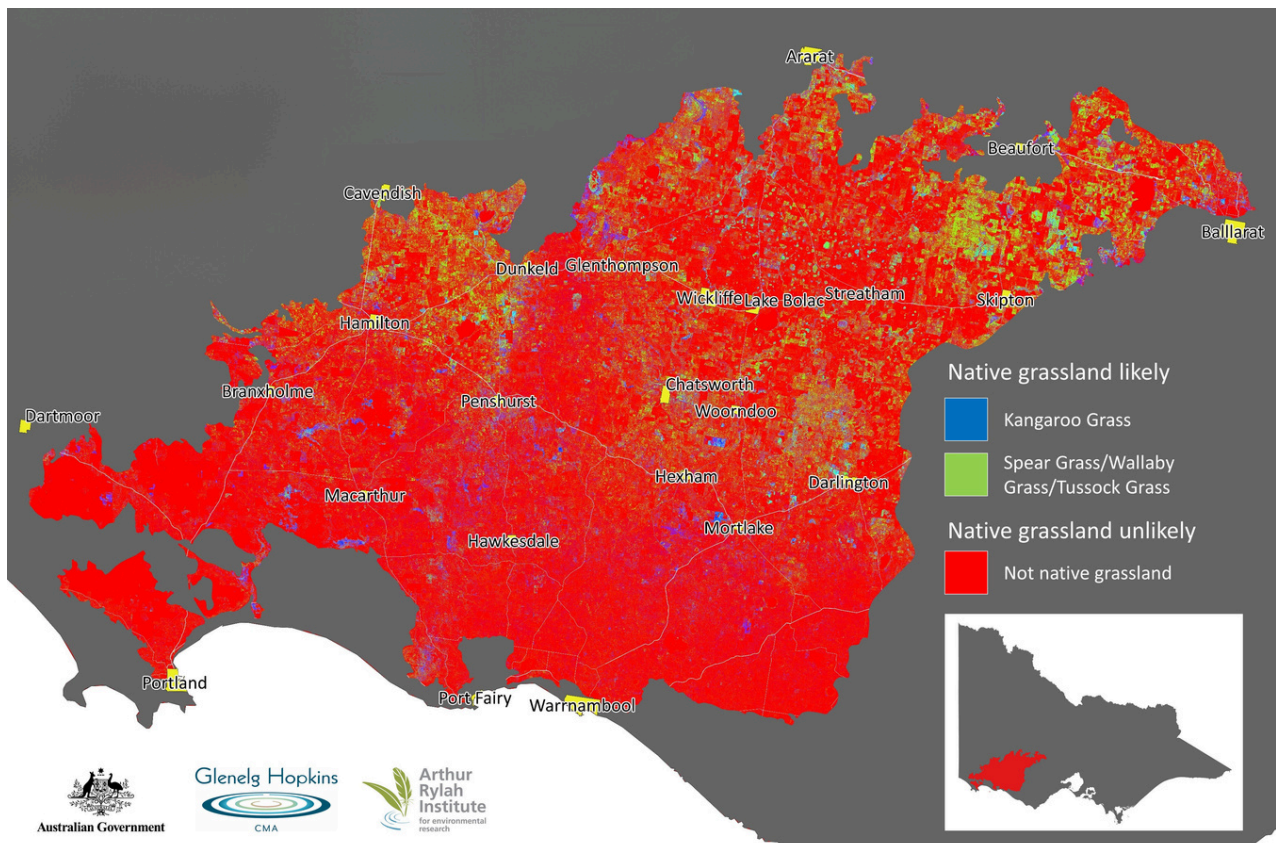 Ararat
Beaufort
Cavendish
Ballarat
Dunkeld
Glenthompson
Wickliffe
Lake Bolac
Streatham
Skipton
Hamilton
Branxholme
Chatsworth
Penshurst
Woorndoo
Dartmoor
Hexham
Darlington
Macarthur
Mortlake
Hawkesdale
Portland
Port Fairy
Warrnambool
Native grassland likely
Kangaroo Grass
Spear Grass/Wallaby
Grass/Tussock Grass
Native grassland unlikely
Not native grassland
Australian Government
Glenelg Hopkins
CMA
Arthur
Rylah
Institute
for environmental
research